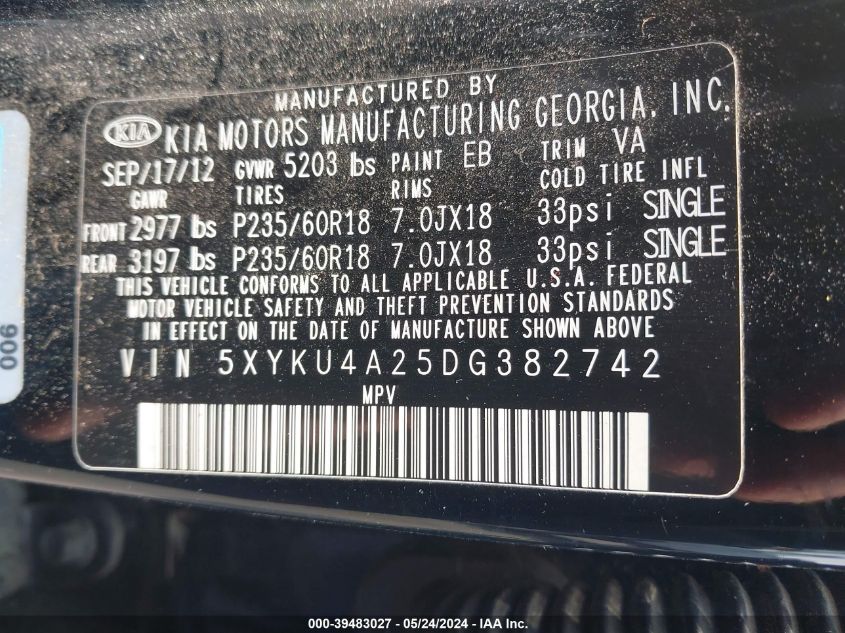 MANUFACTURED BY
KIA KIA MOTORS MANUFACTURING GEORGIA, INC.
SEP/17/12 GVWR 5203 lbs PAINT EB TRIM VA
GAWR TIRES RIMS COLD TIRE INFL
FRONT 2977 lbs P235/60R18 7.0JX18 33psi SINGLE
REAR 3197 lbs P235/60R18 7.0JX18 33psi SINGLE
THIS VEHICLE CONFORMS TO ALL APPLICABLE U.S.A. FEDERAL
MOTOR VEHICLE SAFETY AND THEFT PREVENTION STANDARDS
IN EFFECT ON THE DATE OF MANUFACTURE SHOWN ABOVE
VIN 5XYKU4A25DG382742
MPV
006
000-39483027 / 05/24/2024 - IAA Inc.